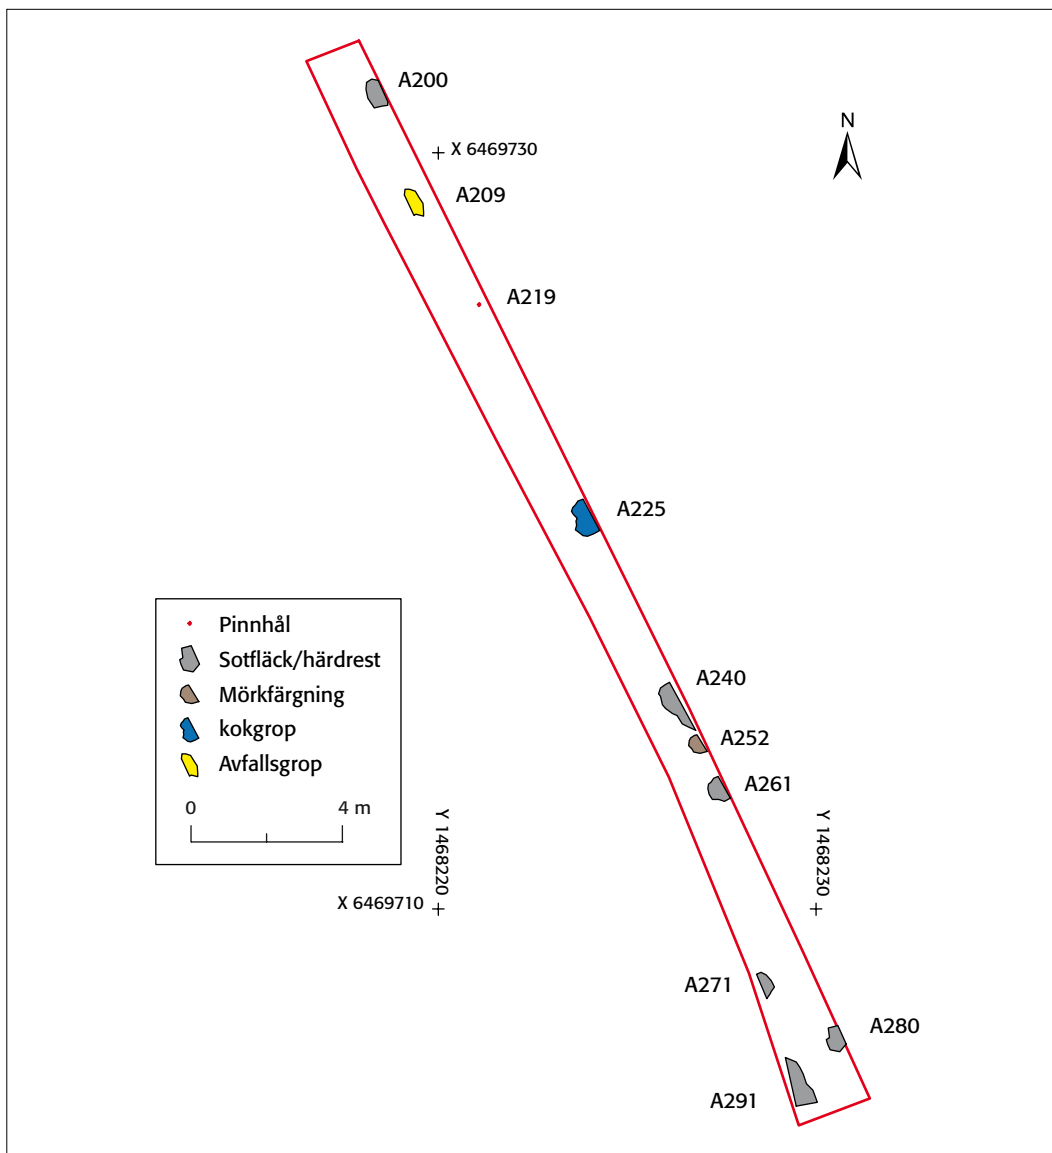 N
A200
X 6469730
A209
A219
A225
Pinnhål
Sotfläck/härdrest
Mörkfärgning
kokgrop
Avfallsgrop
0 4 m
A240
A252
A261
Y 1468220
Y 1468230
X 6469710
A271
A280
A291